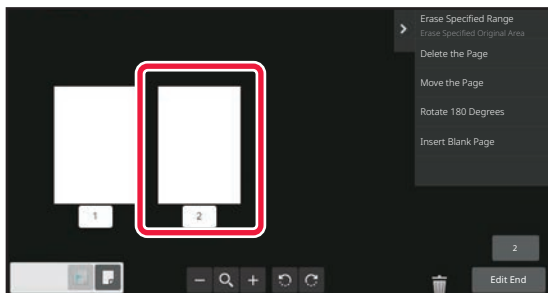 Erase Specified Range
Erase Specified Original Area
Delete the Page
Move the Page
Rotate 180 Degrees
Insert Blank Page
1
2
2
Edit End